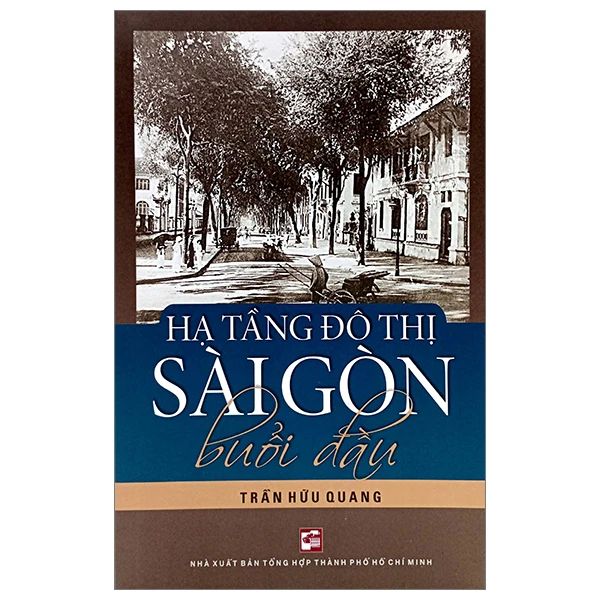 HẠ TẦNG ĐÔ THỊ
SÀI GÒN
buổi đầu
TRẦN HỮU QUANG
NHÀ XUẤT BẢN TỔNG HỢP THÀNH PHỐ HỒ CHÍ MINH